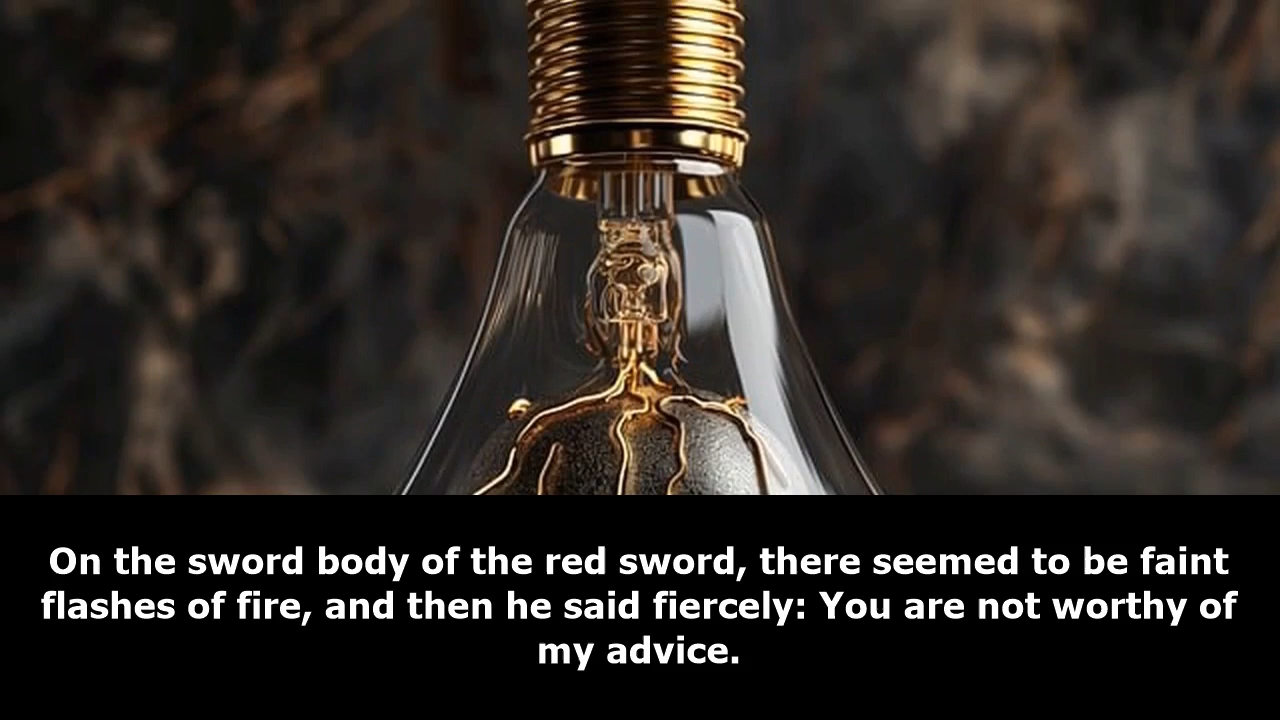 On the sword body of the red sword, there seemed to be faint
flashes of fire, and then he said fiercely: You are not worthy of
my advice.